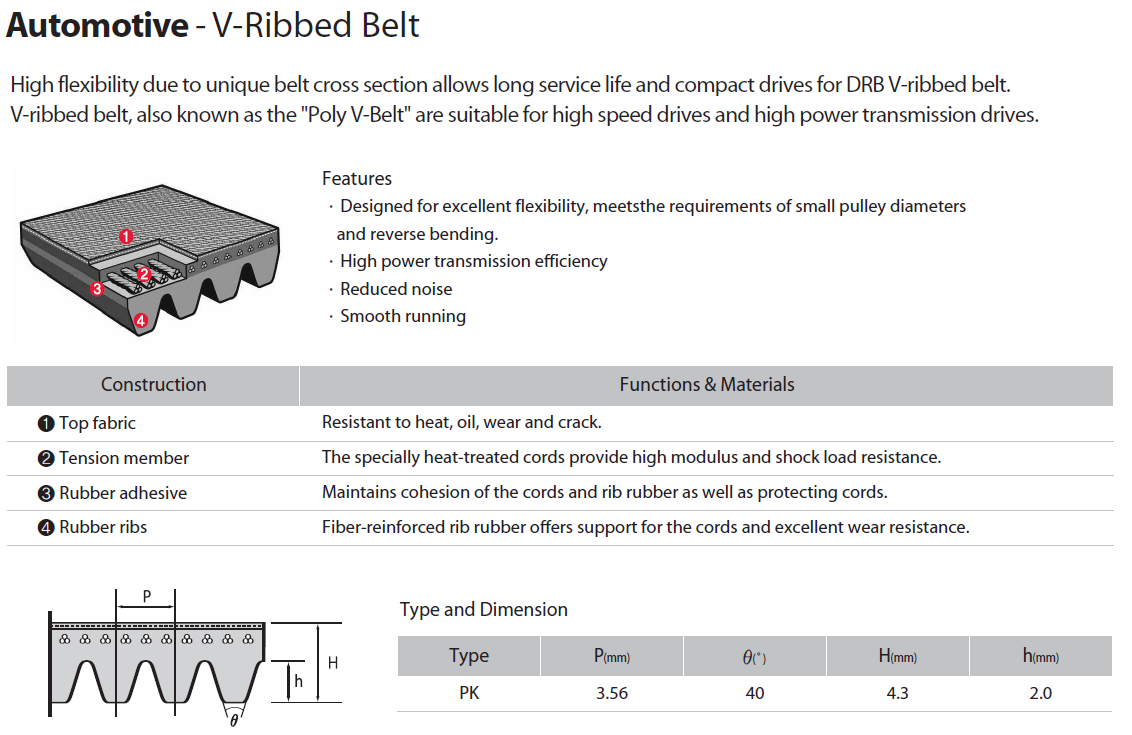 Automotive - V-Ribbed Belt
High flexibility due to unique belt cross section allows long service life and compact drives for DRB V-ribbed belt.
V-ribbed belt, also known as the "Poly V-Belt" are suitable for high speed drives and high power transmission drives.
1
2
3
4
Features
· Designed for excellent flexibility, meetsthe requirements of small pulley diameters
and reverse bending.
· High power transmission efficiency
· Reduced noise
· Smooth running
Construction Functions & Materials
❶ Top fabric Resistant to heat, oil, wear and crack.
❷ Tension member The specially heat-treated cords provide high modulus and shock load resistance.
❸ Rubber adhesive Maintains cohesion of the cords and rib rubber as well as protecting cords.
❹ Rubber ribs Fiber-reinforced rib rubber offers support for the cords and excellent wear resistance.
P
H
h
θ
Type and Dimension
Type P(mm) θ(°) H(mm) h(mm)
PK 3.56 40 4.3 2.0